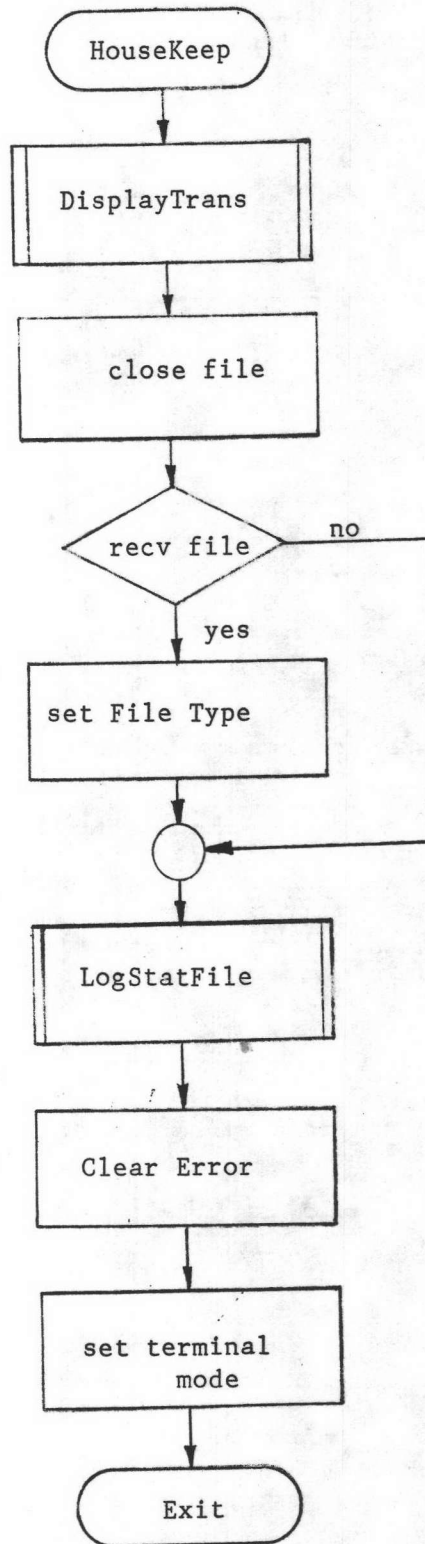 HouseKeep
DisplayTrans
close file
recv file
no
yes
set File Type
LogStatFile
Clear Error
set terminal
mode
Exit